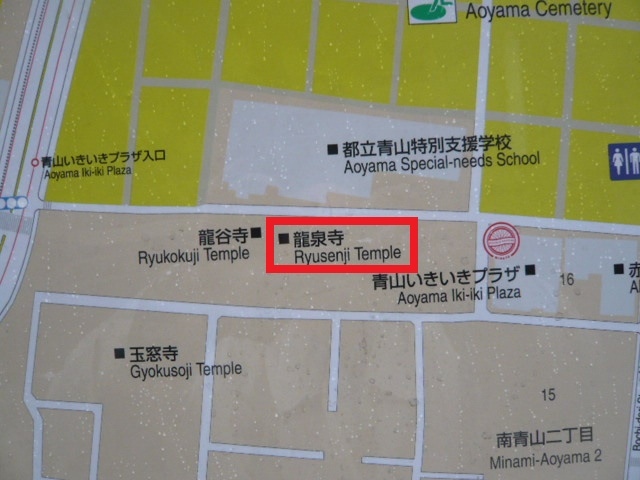 Aoyama Cemetery
都立青山特別支援学校
Aoyama Special-needs School
青山いきいきプラザ入口
Aoyama Iki-iki Plaza
龍谷寺
Ryukokuji Temple
龍泉寺
Ryusenji Temple
青山いきいきプラザ
Aoyama Iki-iki Plaza
16
赤
玉窓寺
Gyokusoji Temple
15
南青山二丁目
Minami-Aoyama 2